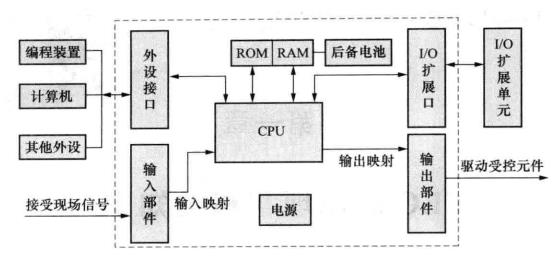 编程装置
计算机
其他外设
接受现场信号
外设接口
输入部件
输入映射
ROM
RAM
后备电池
CPU
电源
输出映射
I/O
扩展口
输出部件
I/O
扩展单元
驱动受控元件